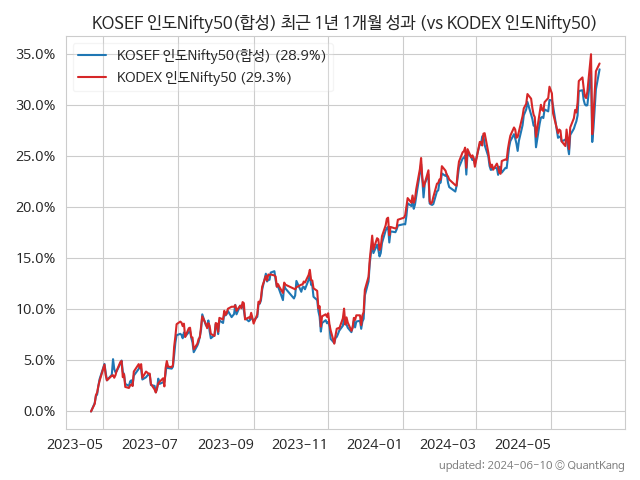 KOSEF 인도Nifty50(합성) 최근 1년 1개월 성과 (vs KODEX 인도Nifty50)
KOSEF 인도Nifty50(합성) (28.9%)
KODEX 인도Nifty50 (29.3%)
35.0%
30.0%
25.0%
20.0%
15.0%
10.0%
5.0%
0.0%
2023-05 2023-07 2023-09 2023-11 2024-01 2024-03 2024-05
updated: 2024-06-10 © QuantKang